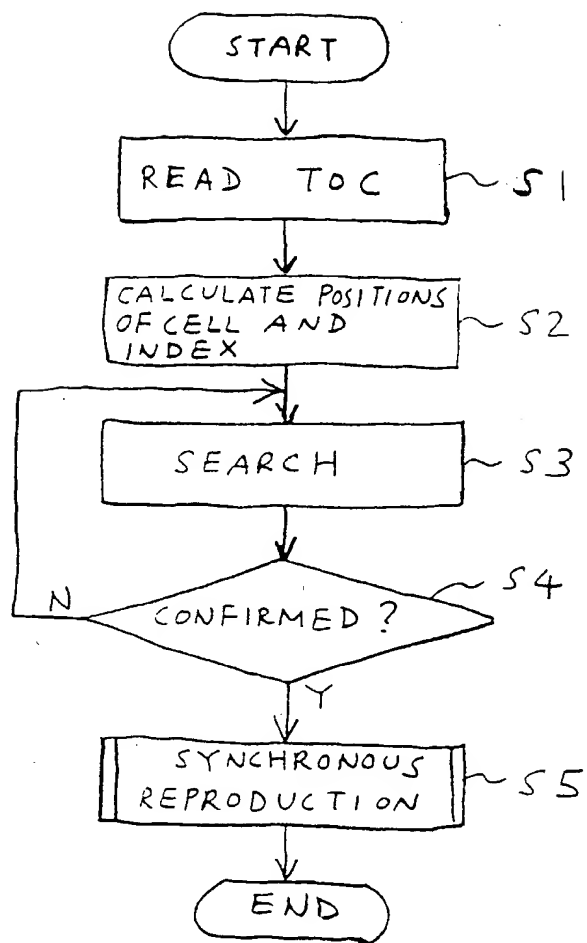 START
READ TOC
S1
CALCULATE POSITIONS
OF CELL AND
INDEX
S2
SEARCH
S3
CONFIRMED?
S4
N
Y
SYNCHRONOUS
REPRODUCTION
S5
END